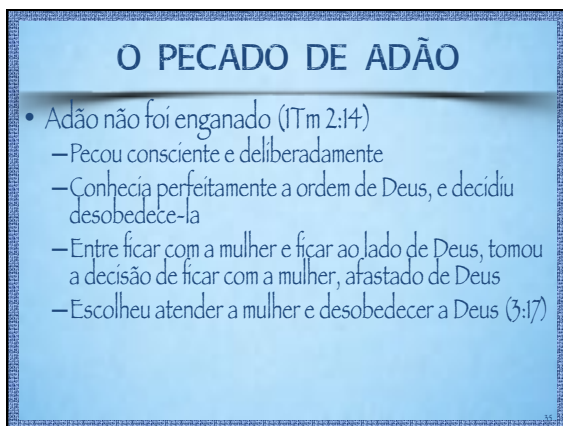 O PECADO DE ADÃO
• Adão não foi enganado (1Tm 2:14)
–Pecou consciente e deliberadamente
–Conhecia perfeitamente a ordem de Deus, e decidiu
desobedece-la
–Entre ficar com a mulher e ficar ao lado de Deus, tomou
a decisão de ficar com a mulher, afastado de Deus
–Escolheu atender a mulher e desobedecer a Deus (3:17)
35